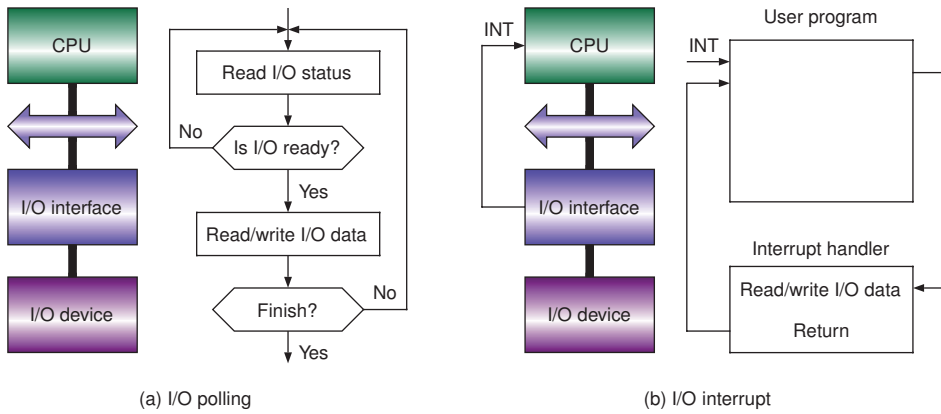 CPU
I/O interface
I/O device
Read I/O status
No
Is I/O ready?
Yes
Read/write I/O data
No
Finish?
Yes
(a) I/O polling
INT
CPU
I/O interface
I/O device
User program
INT
Interrupt handler
Read/write I/O data
Return
(b) I/O interrupt